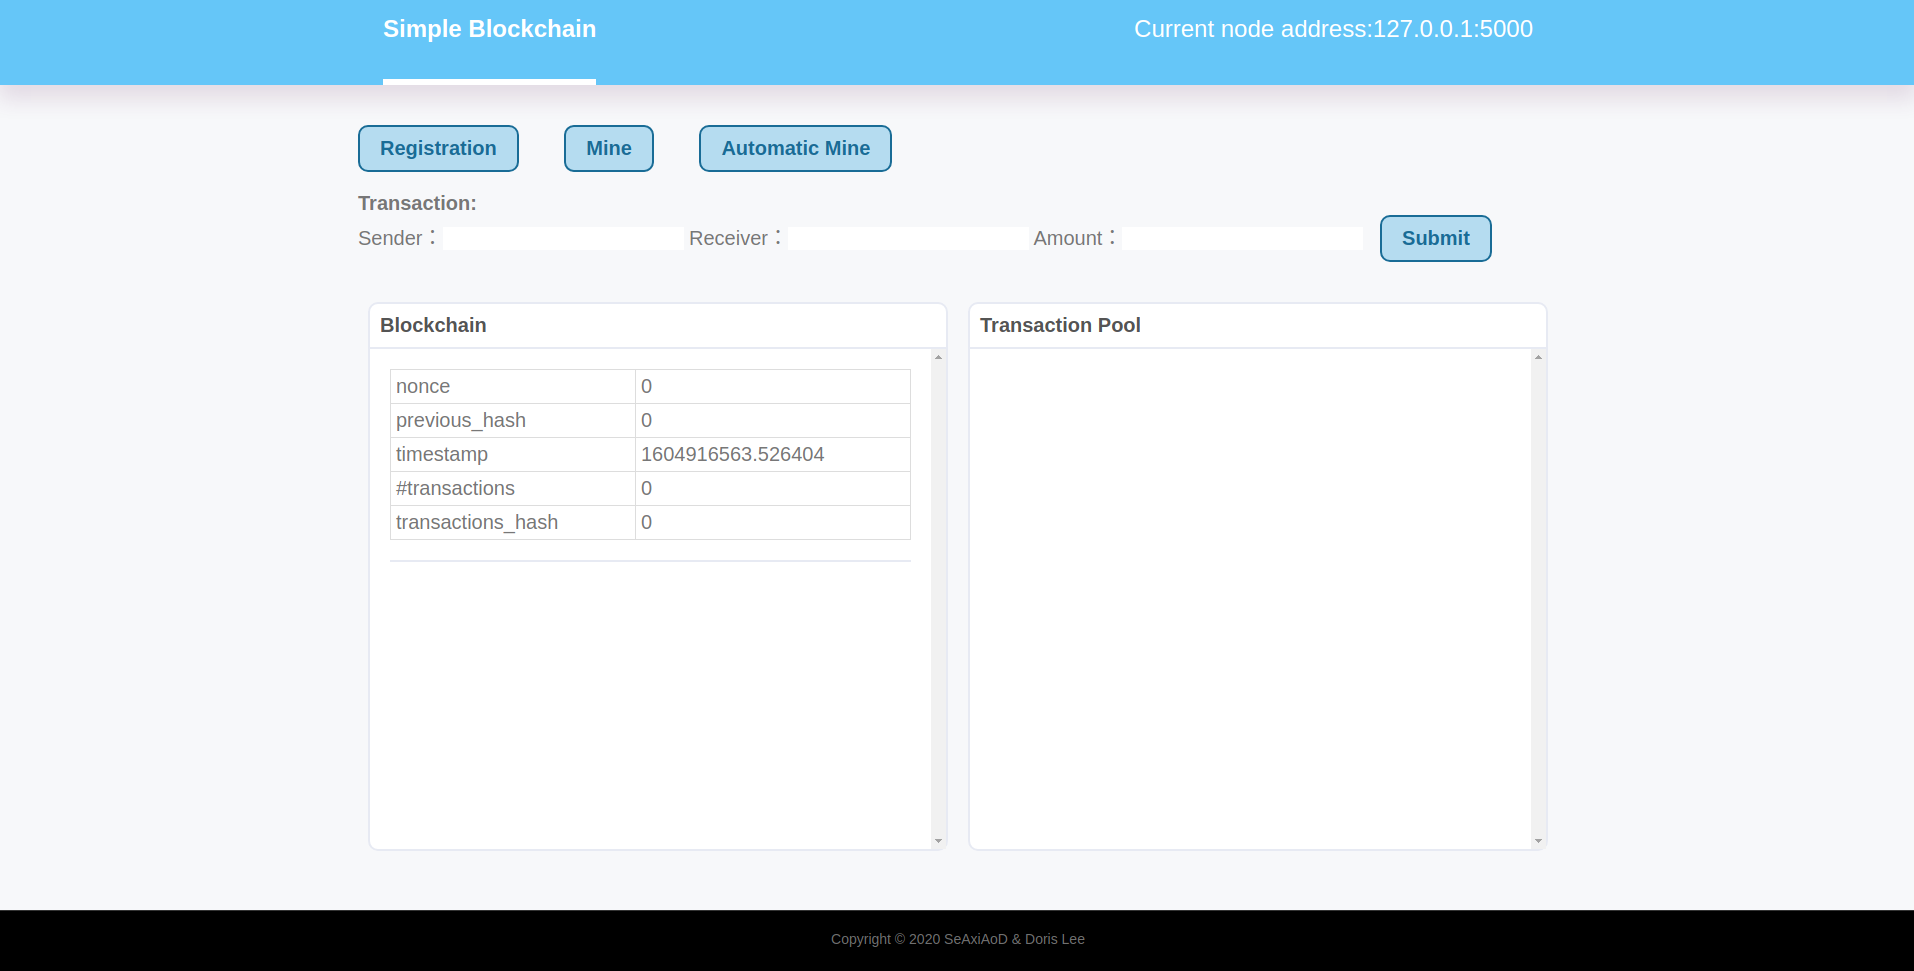 Simple Blockchain
Current node address:127.0.0.1:5000
Registration
Mine
Automatic Mine
Transaction:
Sender：
Receiver：
Amount：
Submit
Blockchain
nonce 0
previous_hash 0
timestamp 1604916563.526404
#transactions 0
transactions_hash 0
Transaction Pool
Copyright © 2020 SeAxiAoD & Doris Lee